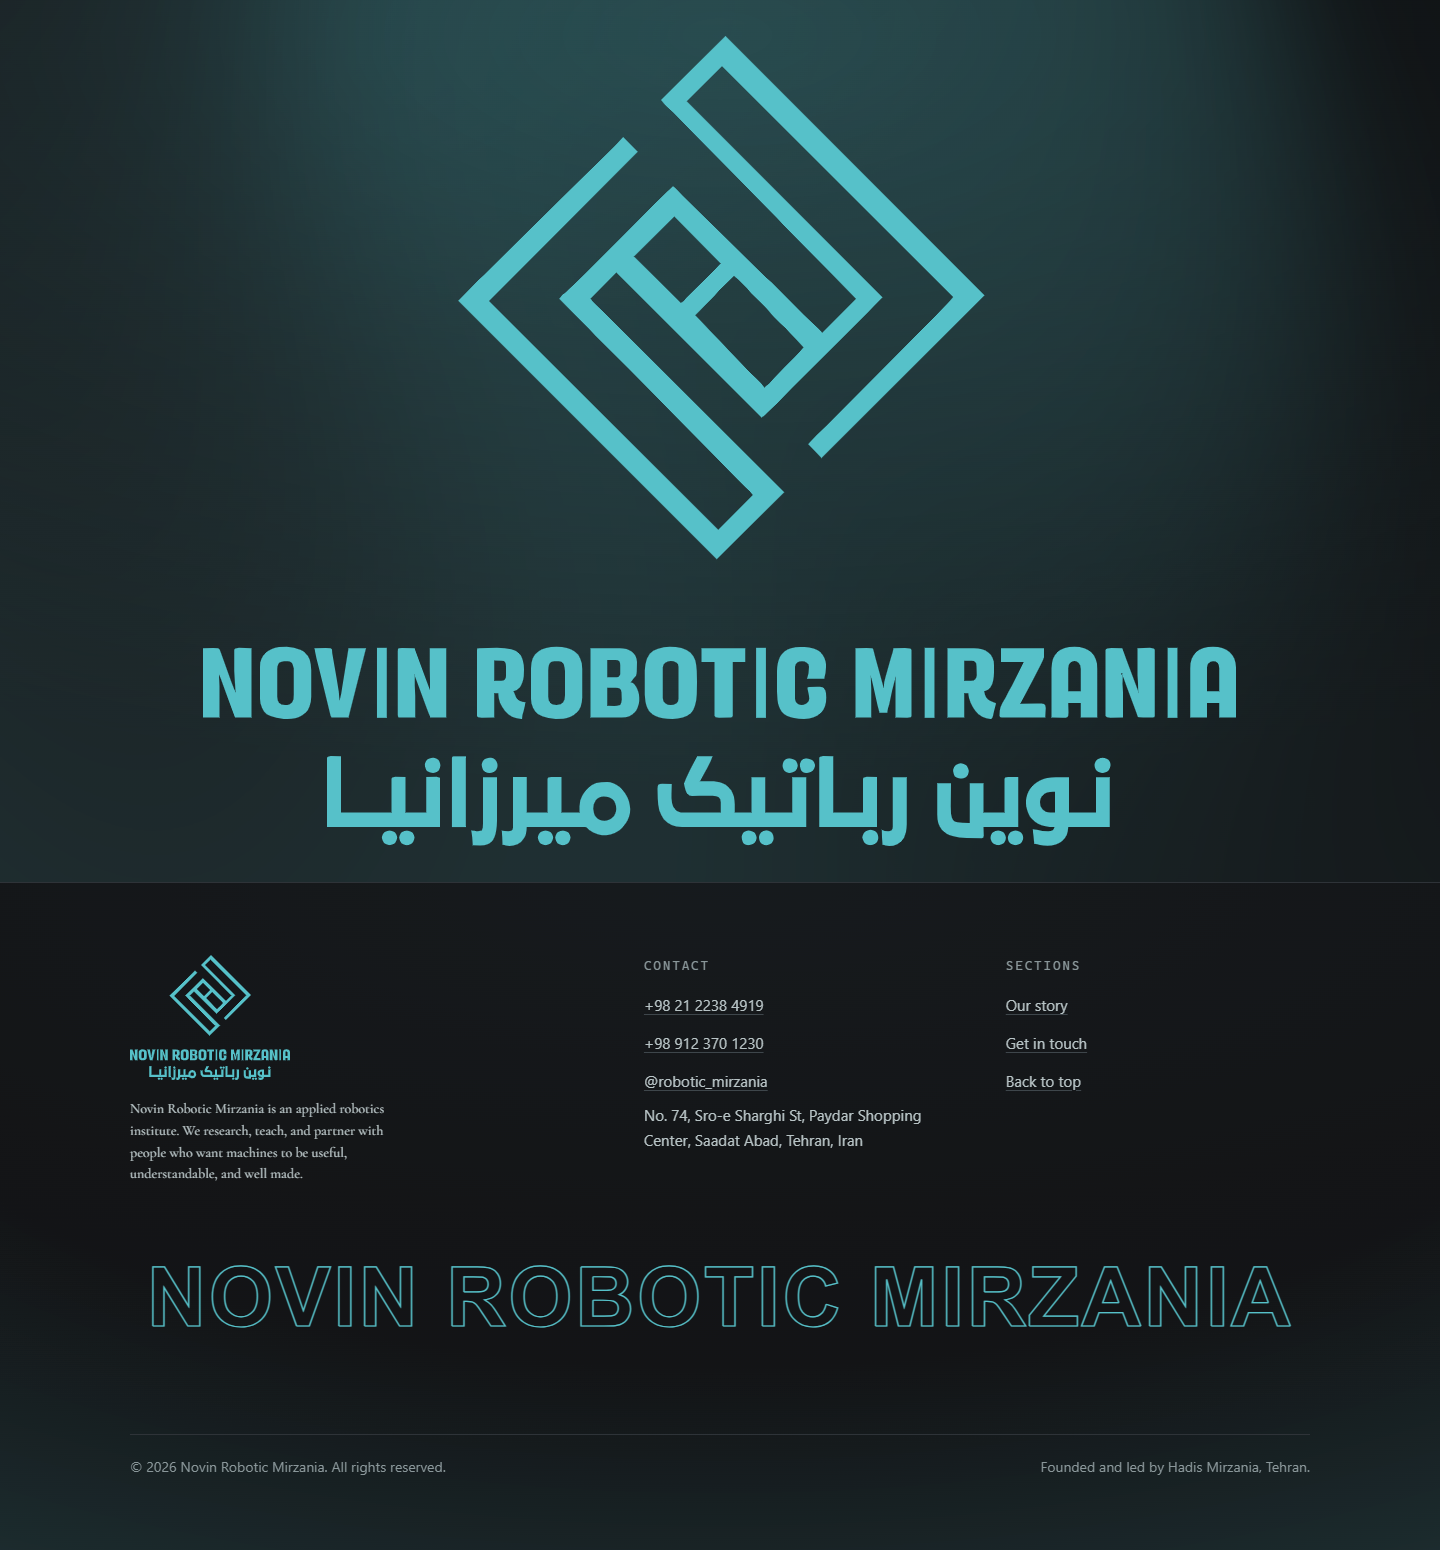 NOVIN ROBOTIC MIRZANIA
نوین رباتیک میرزانیا
NOVIN ROBOTIC MIRZANIA
نوین رباتیک میرزانیا
Novin Robotic Mirzania is an applied robotics
institute. We research, teach, and partner with
people who want machines to be useful,
understandable, and well made.
CONTACT
+98 21 2238 4919
+98 912 370 1230
@robotic_mirzania
No. 74, Sro-e Sharghi St, Paydar Shopping
Center, Saadat Abad, Tehran, Iran
SECTIONS
Our story
Get in touch
Back to top
NOVIN ROBOTIC MIRZANIA
© 2026 Novin Robotic Mirzania. All rights reserved.
Founded and led by Hadis Mirzania, Tehran.